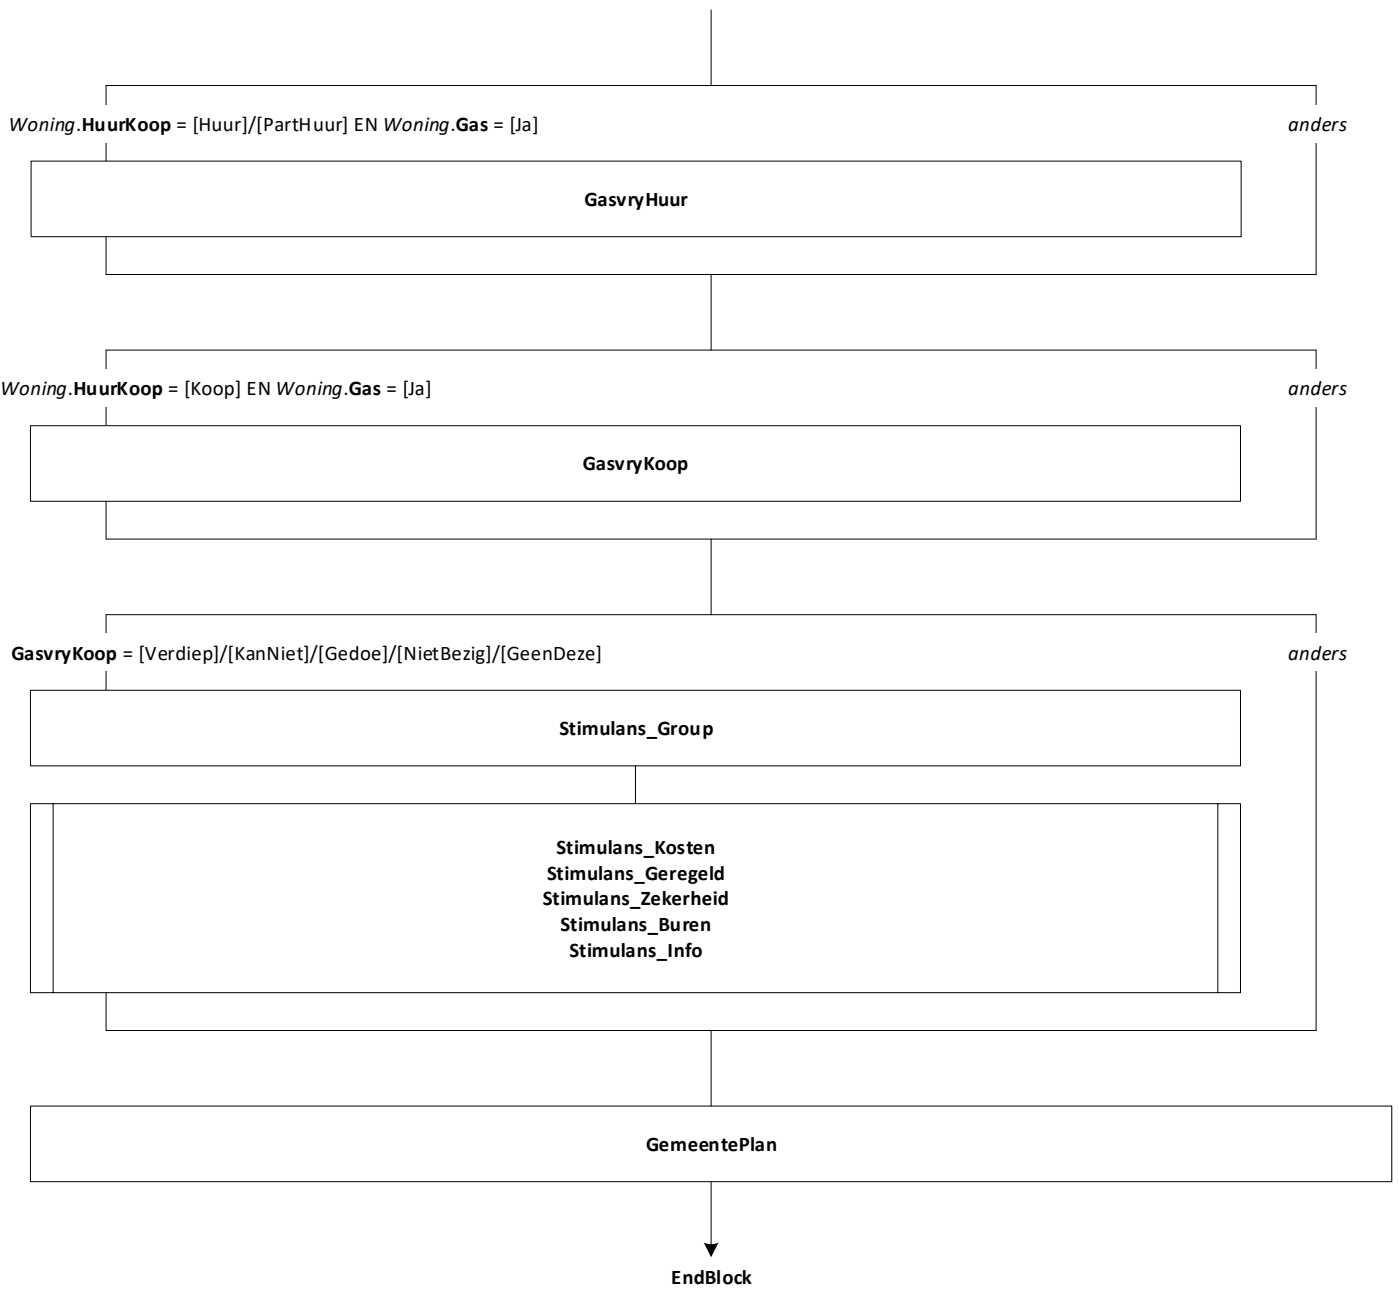 Woning.HuurKoop = [Huur]/[PartHuur] EN Woning.Gas = [Ja]
anders
GasvryHuur
Woning.HuurKoop = [Koop] EN Woning.Gas = [Ja]
anders
GasvryKoop
GasvryKoop = [Verdiep]/[KanNiet]/[Gedoe]/[NietBezig]/[GeenDeze]
anders
Stimulans_Group
Stimulans_Kosten
Stimulans_Geregeld
Stimulans_Zekerheid
Stimulans_Buren
Stimulans_Info
GemeentePlan
EndBlock